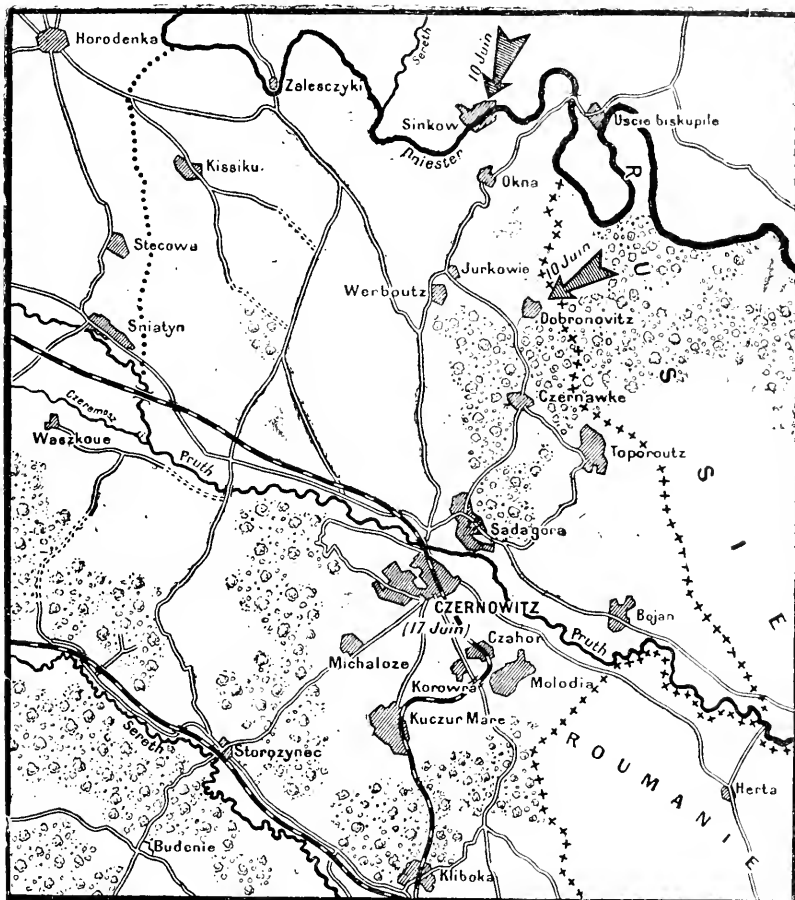 Horodenka
Zalesczyki
Sereth
10 Juin
Sinkow
Uscie biskupite
Dniester
Kissiku
Okna
R U S S I E
Stecowa
Jurkowie
10 Juin
Werboutz
Dobronovitz
Sniatyn
Czeremosz
Czernawke
Waszkoue
Pruth
Toporoutz
Sadagora
CZERNOWITZ
(17 Juin)
Bojan
Czahor
Pruth
Michaloze
Korowra
Molodia
Kuczur Mare
Sereth
Storozynec
ROUMANIE
Herta
Budenie
Kliboka